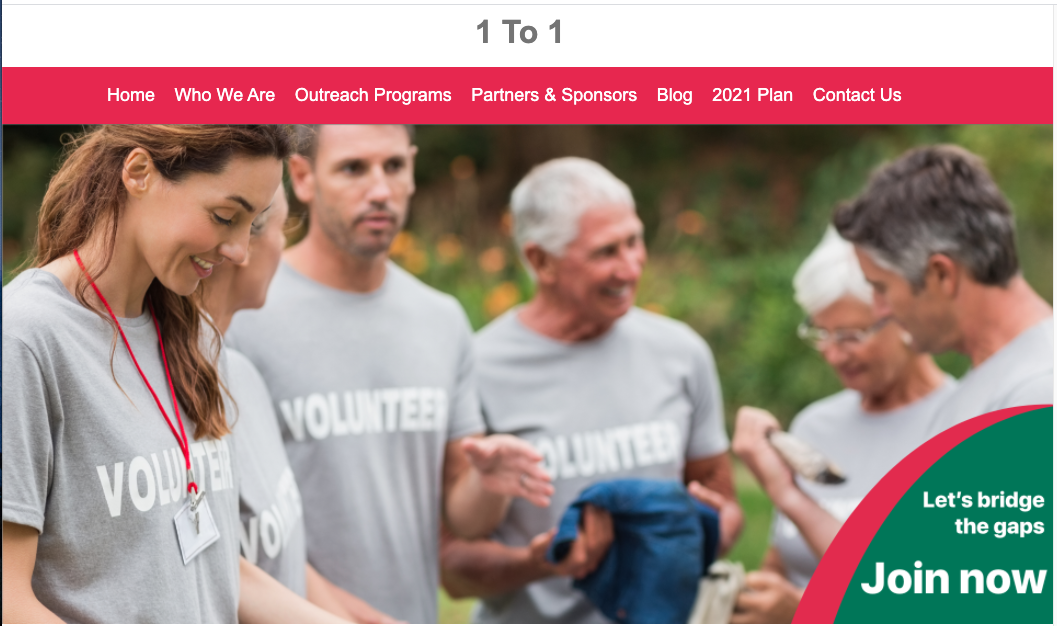 1 To 1
Home Who We Are Outreach Programs Partners & Sponsors Blog 2021 Plan Contact Us
VOLUNTEER
VOLUNTEER
VOLUNTEER
Let's bridge
the gaps
Join now